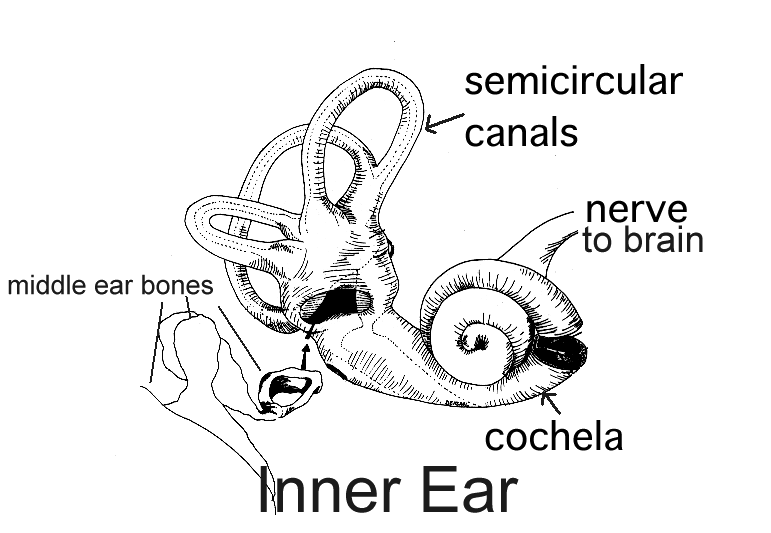 semicircular
canals
nerve
to brain
middle ear bones
cochela
Inner Ear